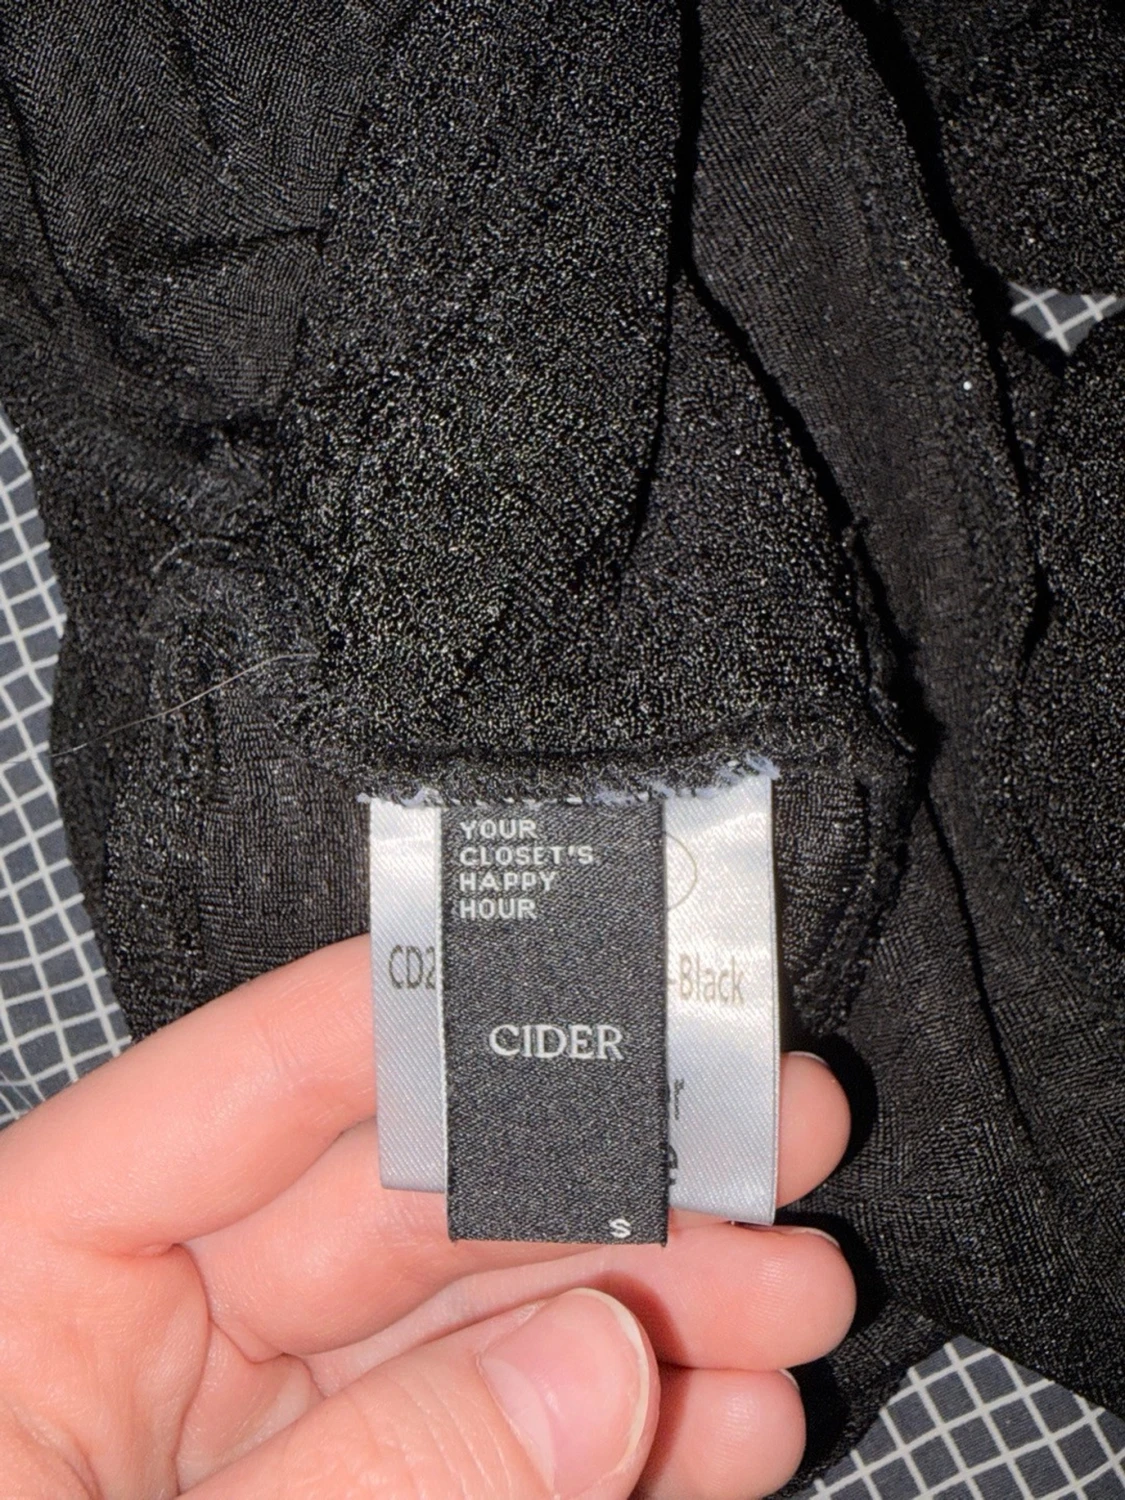 YOUR
CLOSET'S
HAPPY
HOUR
CD2
-Black
CIDER
S